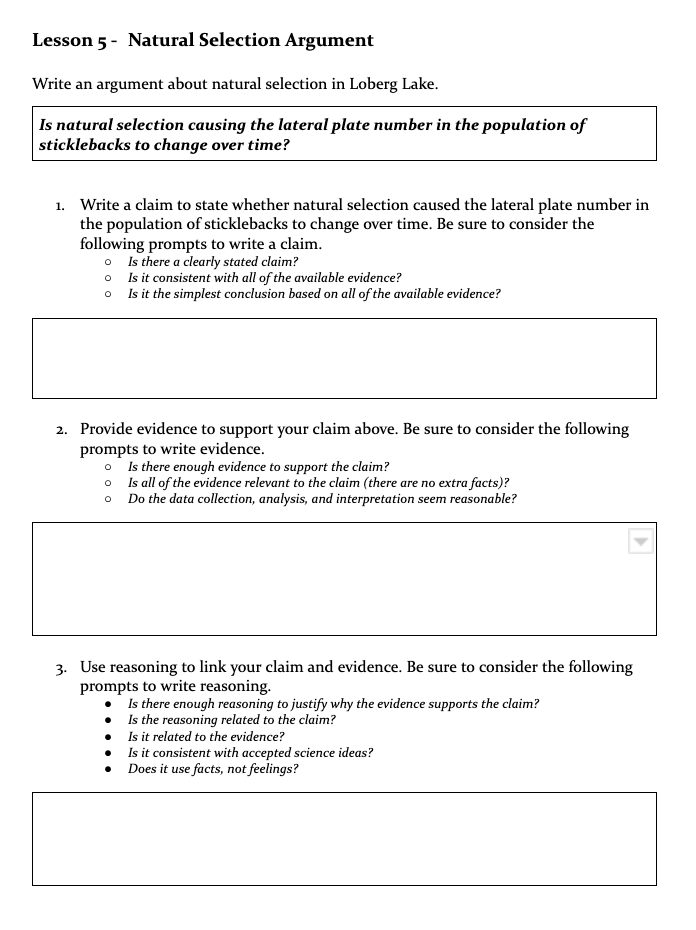 Lesson 5 -  Natural Selection Argument
Write an argument about natural selection in Loberg Lake.
Is natural selection causing the lateral plate number in the population of
sticklebacks to change over time?
1. Write a claim to state whether natural selection caused the lateral plate number in
the population of sticklebacks to change over time. Be sure to consider the
following prompts to write a claim.
○ Is there a clearly stated claim?
○ Is it consistent with all of the available evidence?
○ Is it the simplest conclusion based on all of the available evidence?
2. Provide evidence to support your claim above. Be sure to consider the following
prompts to write evidence.
○ Is there enough evidence to support the claim?
○ Is all of the evidence relevant to the claim (there are no extra facts)?
○ Do the data collection, analysis, and interpretation seem reasonable?
3. Use reasoning to link your claim and evidence. Be sure to consider the following
prompts to write reasoning.
● Is there enough reasoning to justify why the evidence supports the claim?
● Is the reasoning related to the claim?
● Is it related to the evidence?
● Is it consistent with accepted science ideas?
● Does it use facts, not feelings?